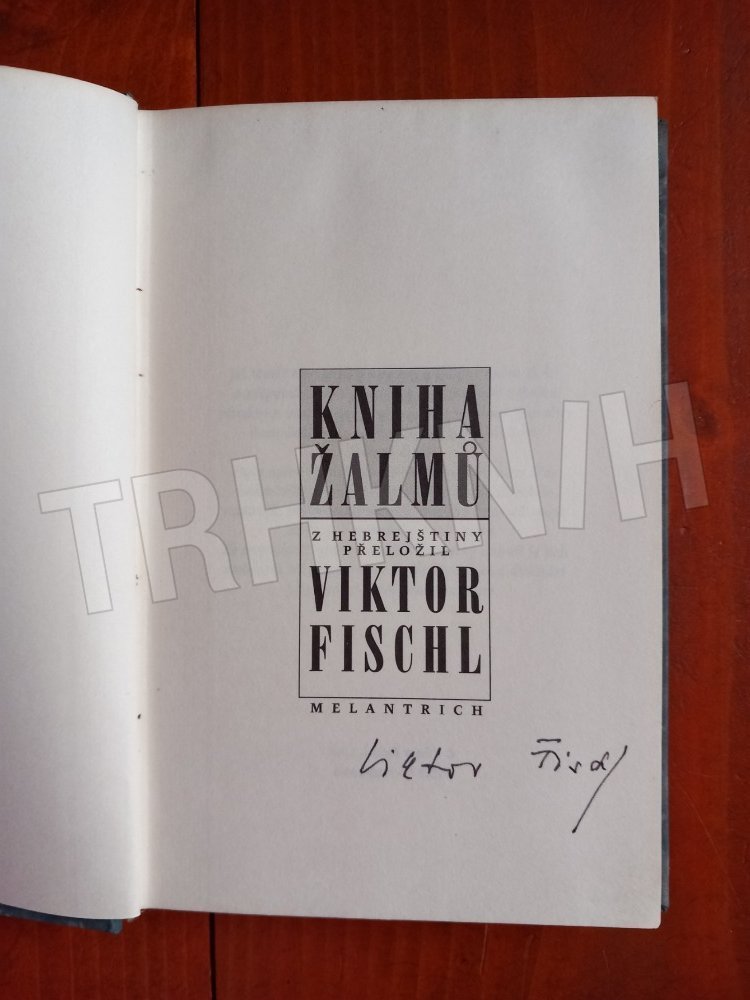 KNIHA
ŽALMŮ
Z HEBREJŠTINY
PŘELOŽIL
VIKTOR
FISCHL
MELANTRICH
Viktor Fischl
TRHKNIH